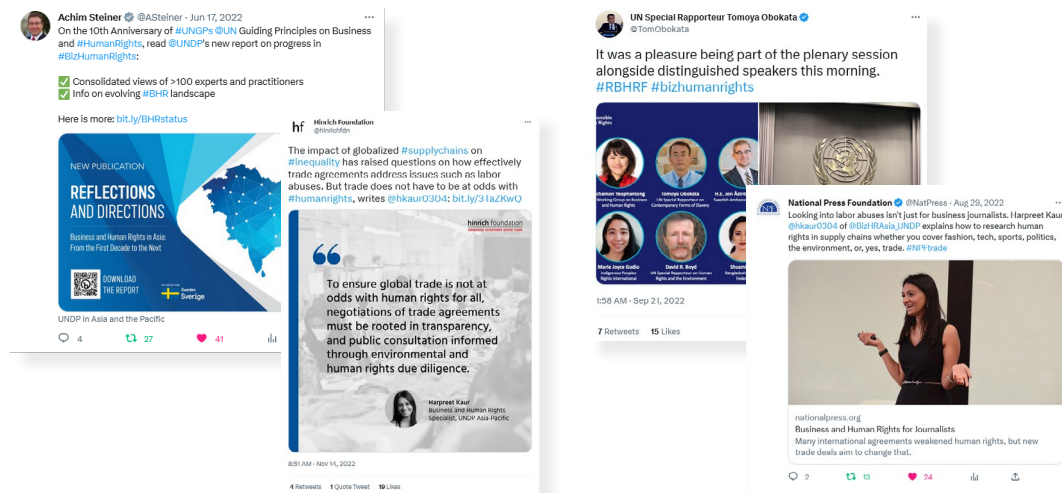 Achim Steiner @ASteiner · Jun 17, 2022
On the 10th Anniversary of #UNGPs @UN Guiding Principles on Business
and #HumanRights, read @UNDP's new report on progress in
#BizHumanRights:
✅ Consolidated views of >100 experts and practitioners
✅ Info on evolving #BHR landscape
Here is more: bit.ly/BHRstatus
NEW PUBLICATION
REFLECTIONS
AND DIRECTIONS
Business and Human Rights in Asia:
From the First Decade to the Next
DOWNLOAD
THE REPORT
Sweden
Sverige
UNDP in Asia and the Pacific
4 27 41
hf
Hinrich Foundation
@hinrichfdn
The impact of globalized #supplychains on
#inequality has raised questions on how effectively
trade agreements address issues such as labor
abuses. But trade does not have to be at odds with
#humanrights, writes @hkaur0304: bit.ly/3TaZKwQ
hinrich foundation
advancing sustainable global trade
To ensure global trade is not at
odds with human rights for all,
negotiations of trade agreements
must be rooted in transparency,
and public consultation informed
through environmental and
human rights due diligence.
Harpreet Kaur
Business and Human Rights
Specialist, UNDP Asia-Pacific
8:51 AM · Nov 14, 2022
4 Retweets 1 Quote Tweet 19 Likes
UN Special Rapporteur Tomoya Obokata
@TomObokata
It was a pleasure being part of the plenary session
alongside distinguished speakers this morning.
#RBHRF #bizhumanrights
Tomoya Obokata
UN Special Rapporteur on
Contemporary Forms of Slavery
Working Group on Business
and Human Rights
Marie Joyce Godio
Indigenous Peoples
Rights International
David R. Boyd
UN Special Rapporteur on Human
Rights and the Environment
1:58 AM · Sep 21, 2022
7 Retweets 15 Likes
National Press Foundation @NatPress · Aug 29, 2022
Looking into labor abuses isn't just for business journalists. Harpreet Kaur
@hkaur0304 of @BizHRAsia_UNDP explains how to research human
rights in supply chains whether you cover fashion, tech, sports, politics,
the environment, or, yes, trade. #NPFtrade
nationalpress.org
Business and Human Rights for Journalists
Many international agreements weakened human rights, but new
trade deals aim to change that.
2 13 24